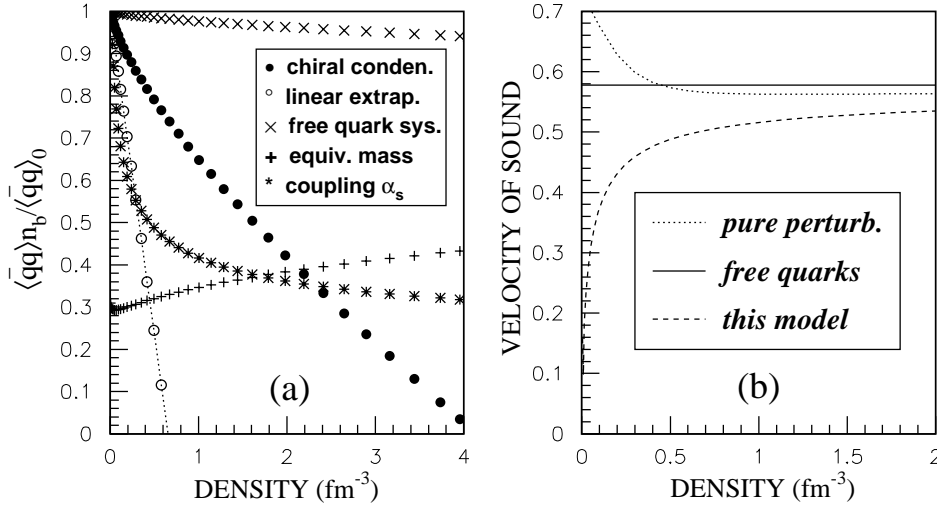 ⟨q̄q⟩n_b/⟨q̄q⟩_0
1
0.9
0.8
0.7
0.6
0.5
0.4
0.3
0.2
0.1
0
● chiral conden.
○ linear extrap.
× free quark sys.
+ equiv. mass
* coupling α_s
(a)
0 1 2 3 4
DENSITY (fm⁻³)
VELOCITY OF SOUND
0.7
0.6
0.5
0.4
0.3
0.2
0.1
0
pure perturb.
free quarks
this model
(b)
0 0.5 1 1.5 2
DENSITY (fm⁻³)